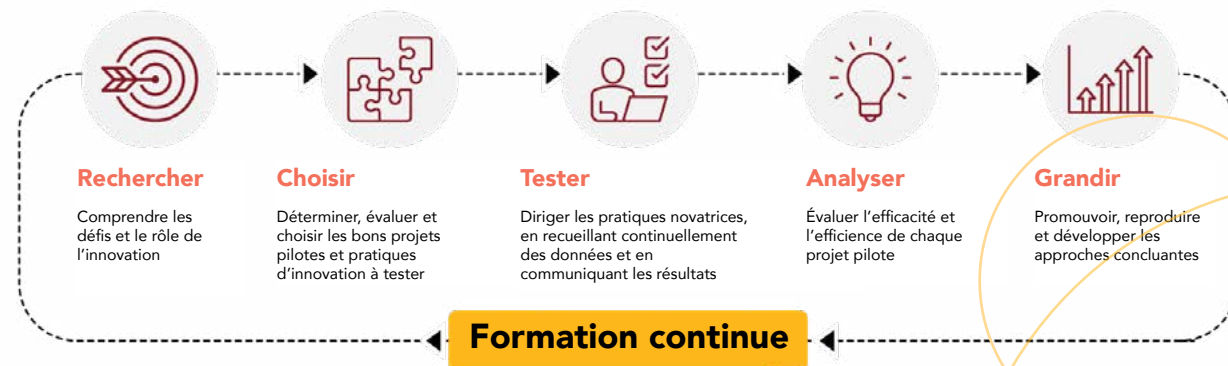 Rechercher
Comprendre les
défis et le rôle de
l’innovation
Choisir
Déterminer, évaluer et
choisir les bons projets
pilotes et pratiques
d’innovation à tester
Tester
Diriger les pratiques novatrices,
en recueillant continuellement
des données et en
communiquant les résultats
Analyser
Évaluer l’efficacité et
l’efficience de chaque
projet pilote
Grandir
Promouvoir, reproduire
et développer les
approches concluantes
Formation continue